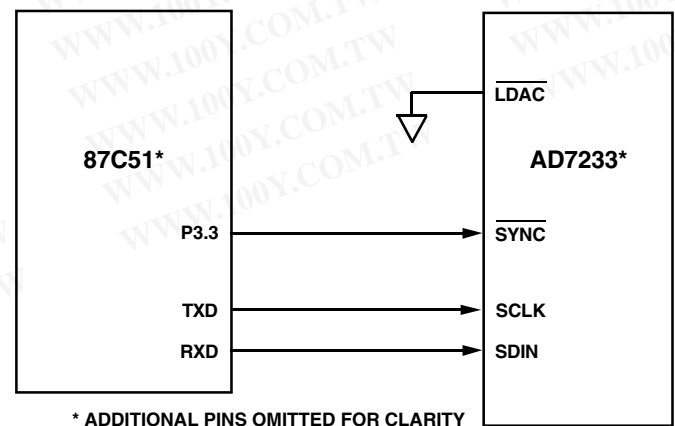 WWW.100Y.COM.TW
LDAC
87C51*
AD7233*
P3.3
SYNC
TXD
SCLK
RXD
SDIN
* ADDITIONAL PINS OMITTED FOR CLARITY